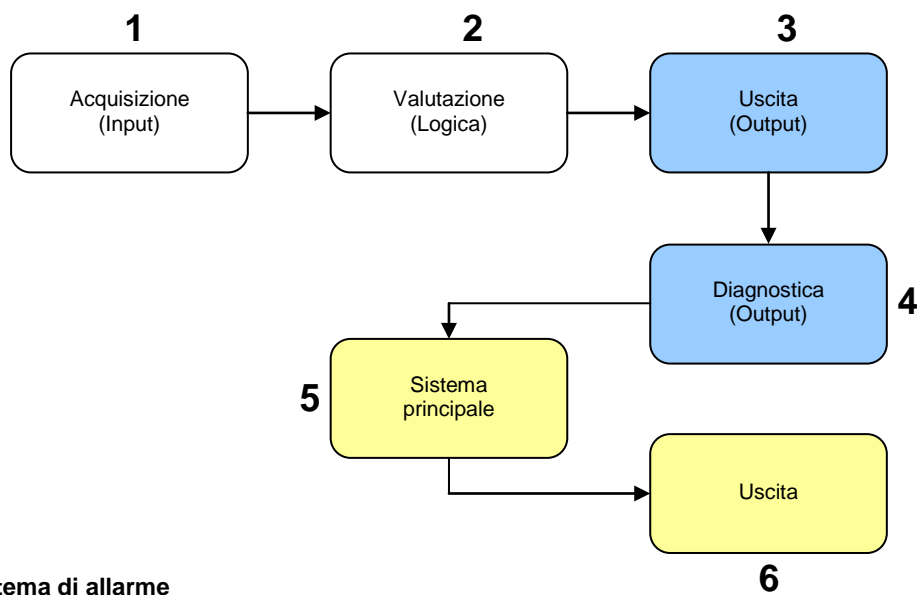 1
2
3
Acquisizione
(Input)
Valutazione
(Logica)
Uscita
(Output)
Diagnostica
(Output)
4
5
Sistema
principale
Uscita
6
tema di allarme